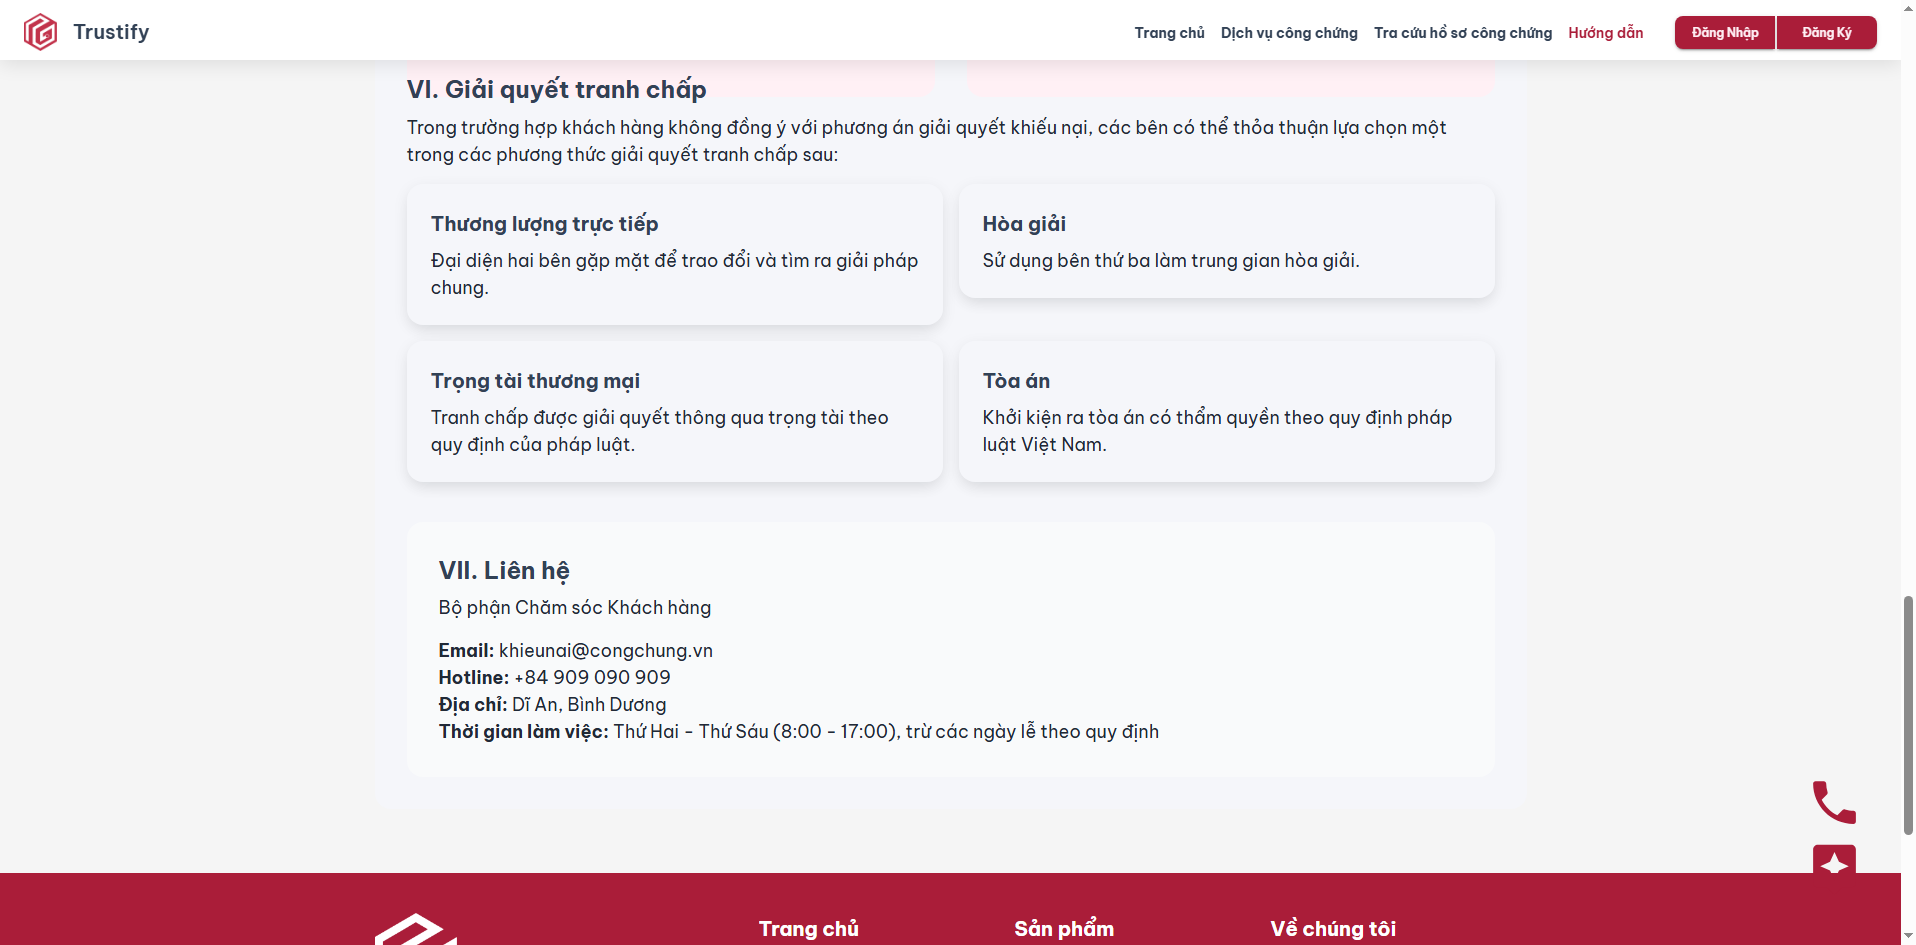 Trustify
Trang chủ
Dịch vụ công chứng
Tra cứu hồ sơ công chứng
Hướng dẫn
Đăng Nhập
Đăng Ký
VI. Giải quyết tranh chấp
Trong trường hợp khách hàng không đồng ý với phương án giải quyết khiếu nại, các bên có thể thỏa thuận lựa chọn một
trong các phương thức giải quyết tranh chấp sau:
Thương lượng trực tiếp
Đại diện hai bên gặp mặt để trao đổi và tìm ra giải pháp
chung.
Hòa giải
Sử dụng bên thứ ba làm trung gian hòa giải.
Trọng tài thương mại
Tranh chấp được giải quyết thông qua trọng tài theo
quy định của pháp luật.
Tòa án
Khởi kiện ra tòa án có thẩm quyền theo quy định pháp
luật Việt Nam.
VII. Liên hệ
Bộ phận Chăm sóc Khách hàng
Email: khieunai@congchung.vn
Hotline: +84 909 090 909
Địa chỉ: Dĩ An, Bình Dương
Thời gian làm việc: Thứ Hai - Thứ Sáu (8:00 - 17:00), trừ các ngày lễ theo quy định
Trang chủ
Sản phẩm
Về chúng tôi